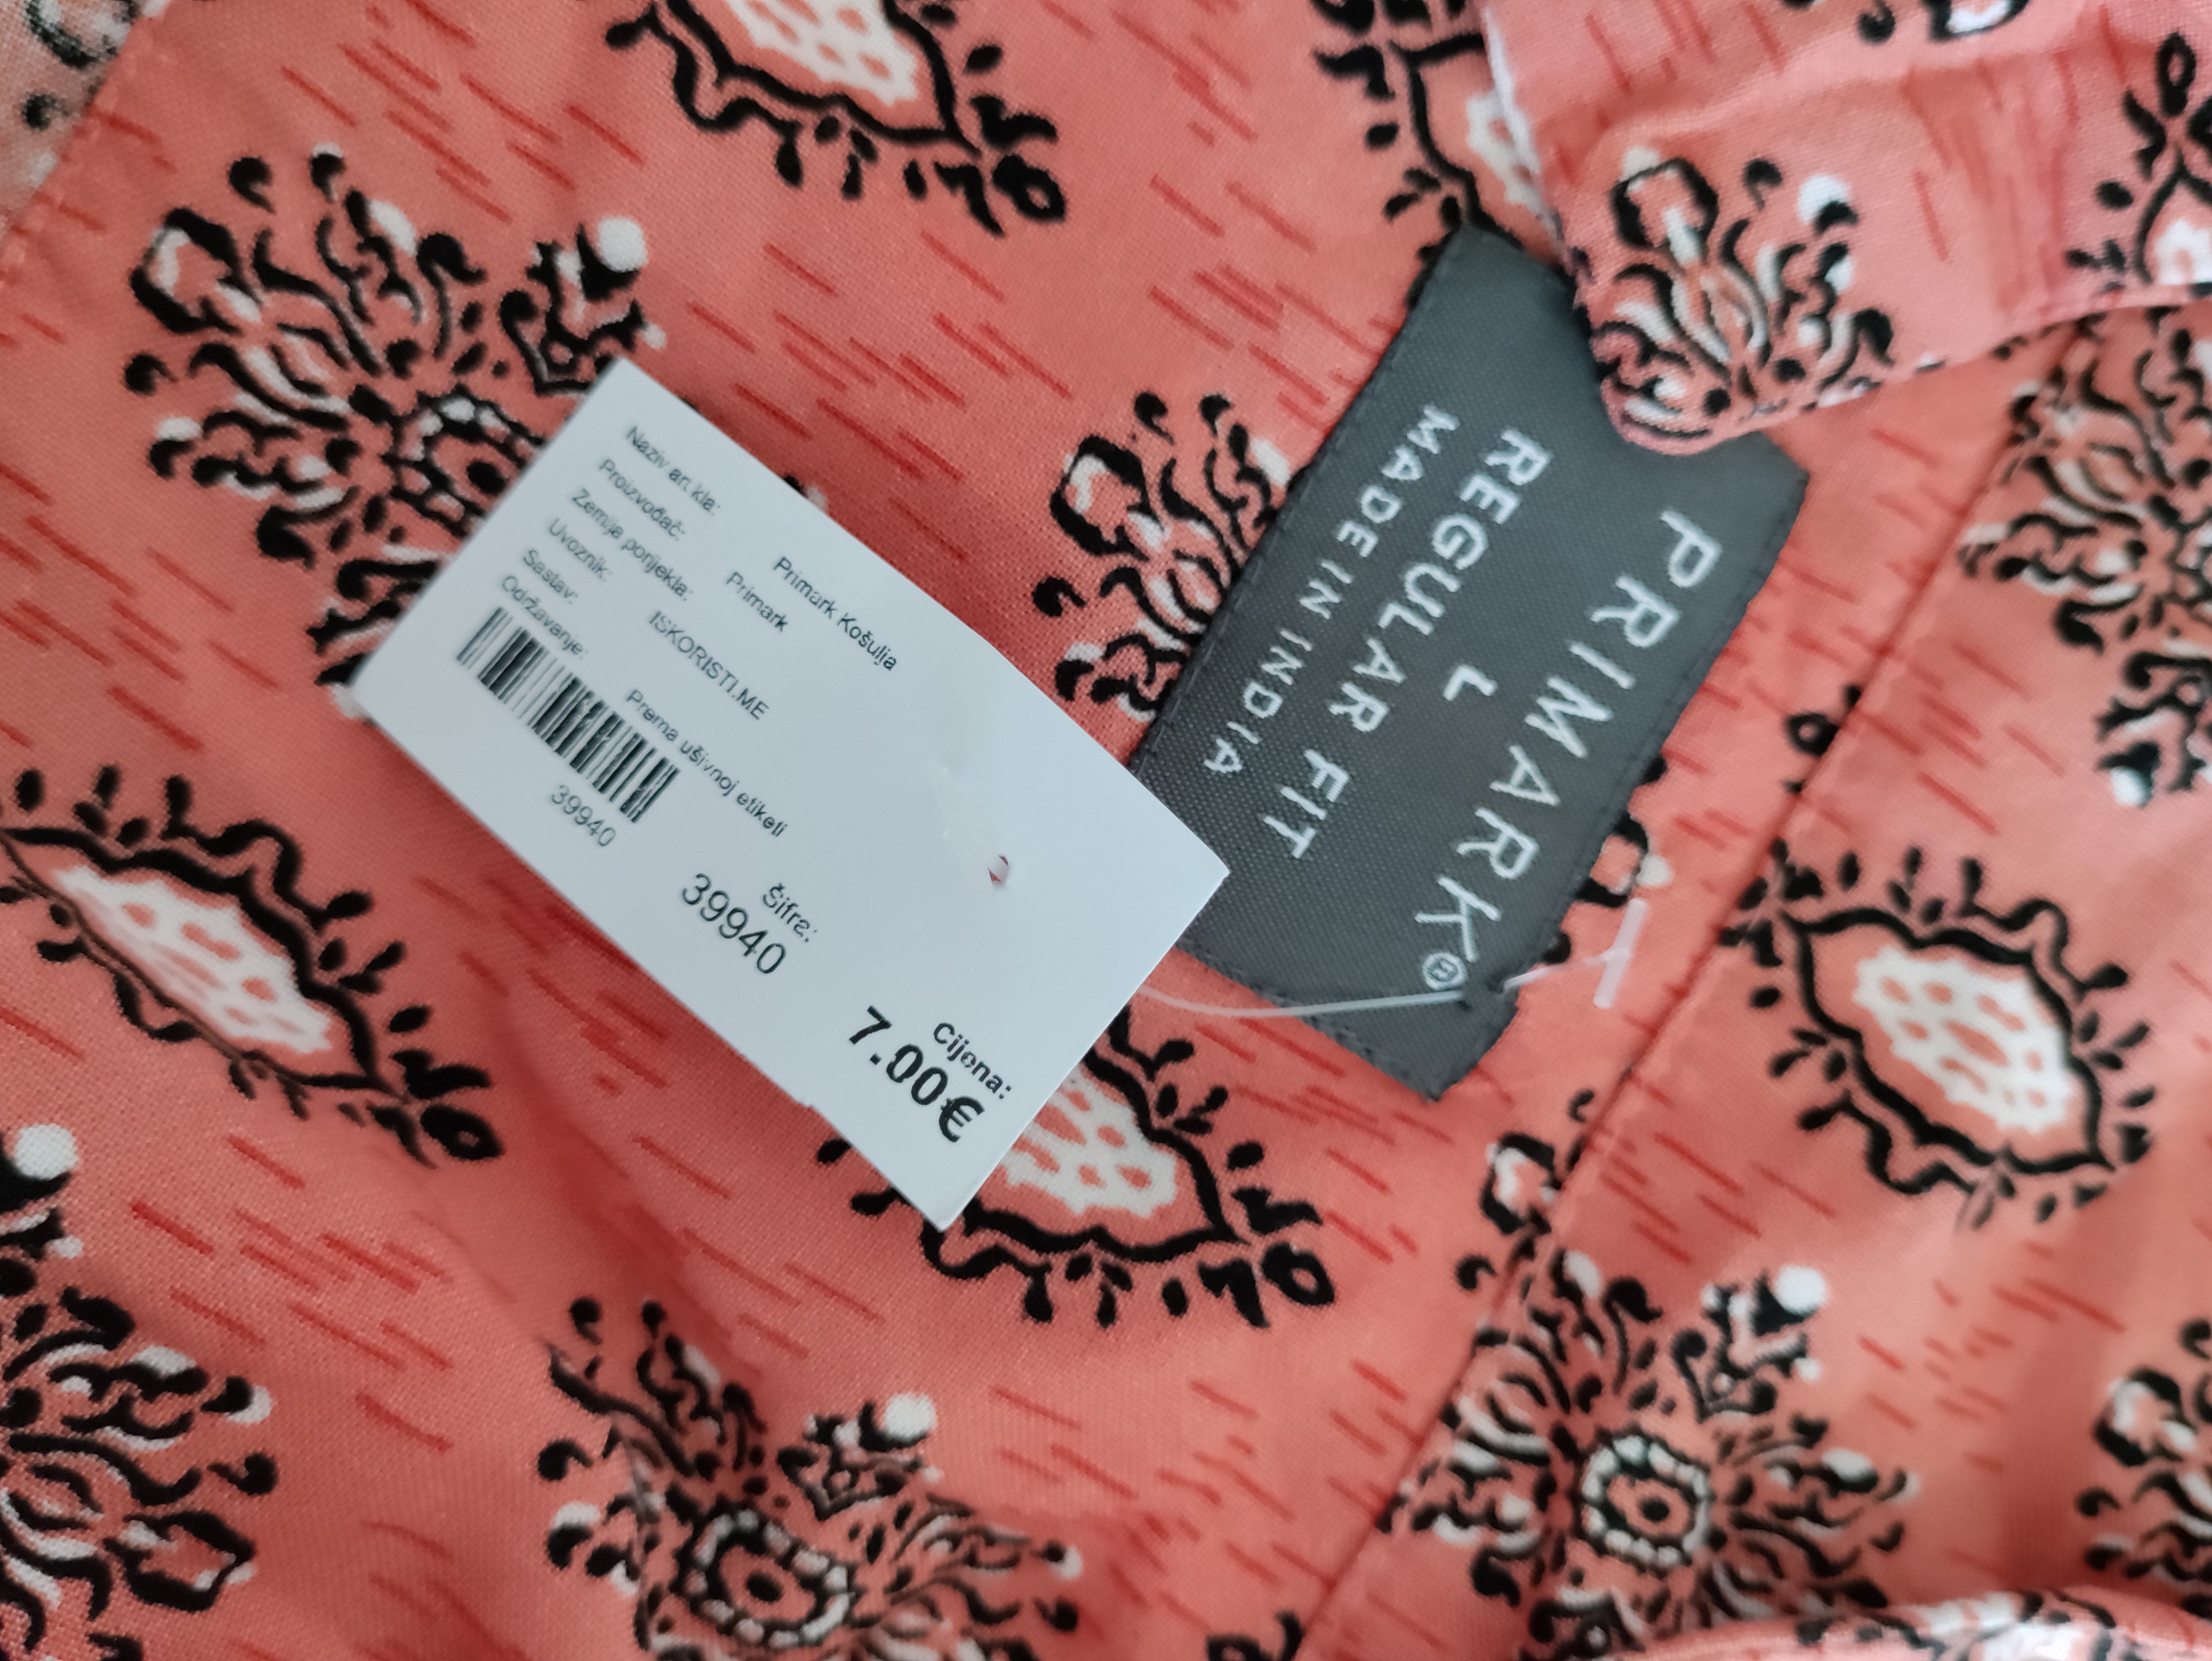 Naziv artikla: Primark Košulja
Proizvođač: Primark
Zemlja porijekla:
Uvoznik: ISKORISTI.ME
Sastav:
Održavanje: Prema ušivnoj etiketi
39940
Šifra:
39940
Cijena:
7.00€
PRIMARK®
L
REGULAR FIT
MADE IN INDIA